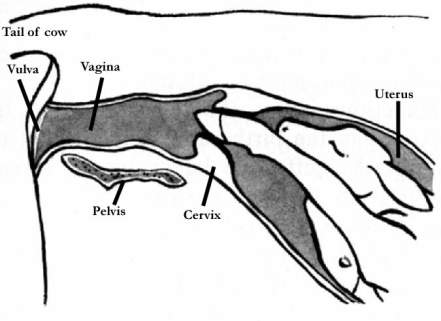 Tail of cow
Vulva
Vagina
Uterus
Pelvis
Cervix